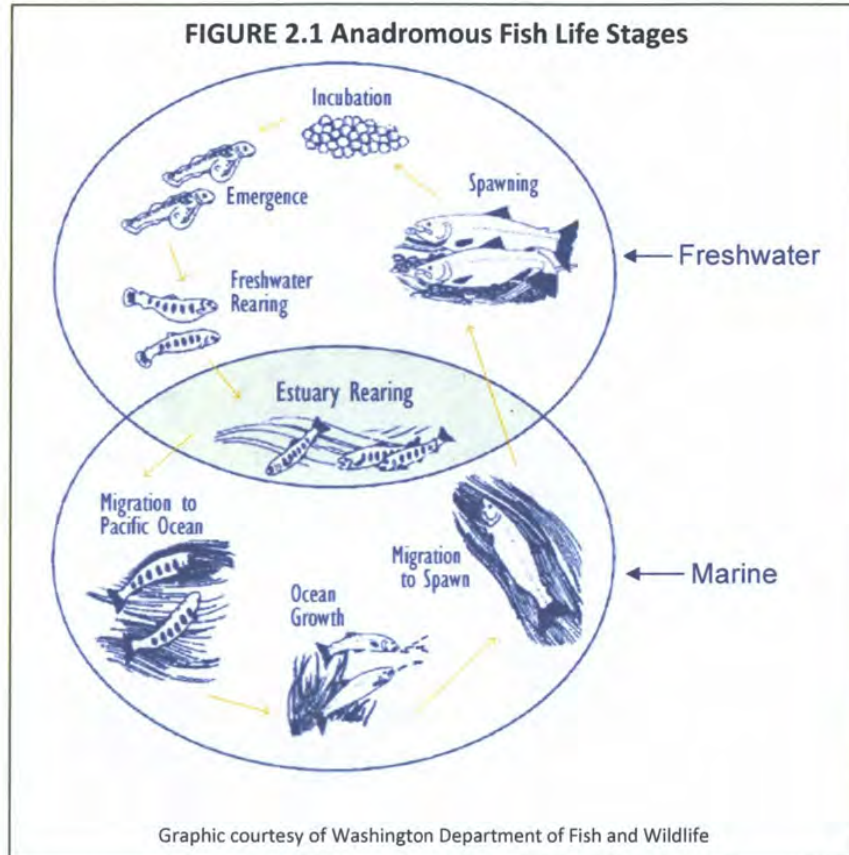 FIGURE 2.1 Anadromous Fish Life Stages
Incubation
Spawning
Emergence
Freshwater
Freshwater
Rearing
Estuary Rearing
Migration to
Pacific Ocean
Migration
to Spawn
Marine
Ocean
Growth
Graphic courtesy of Washington Department of Fish and Wildlife